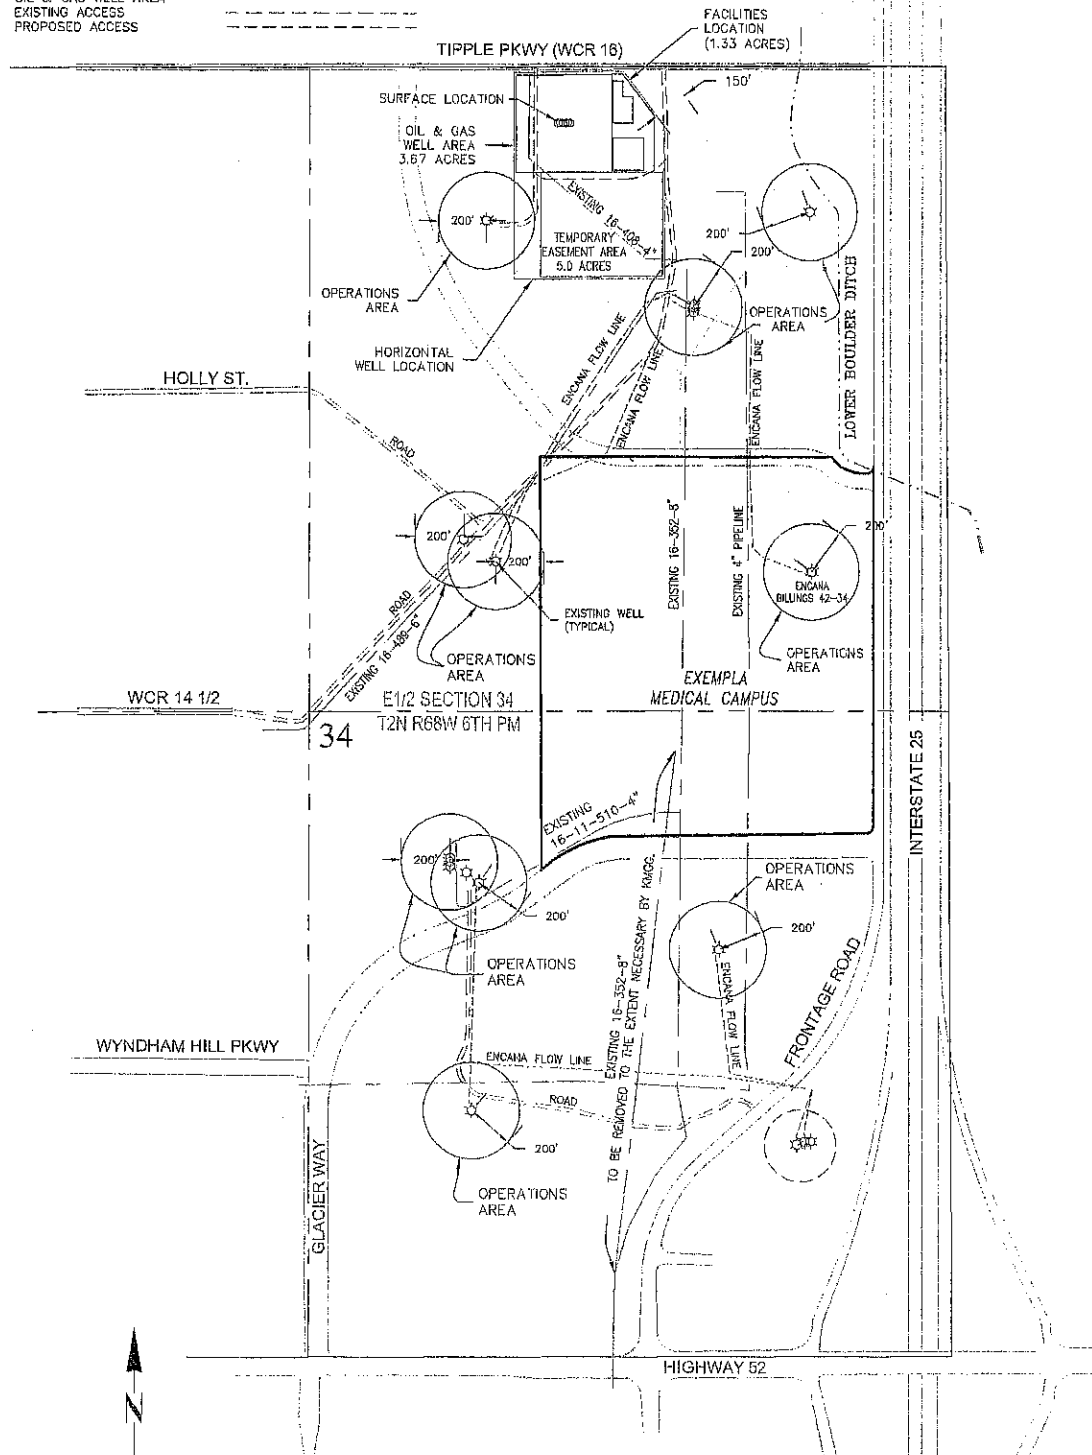 EXISTING ACCESS
PROPOSED ACCESS
FACILITIES
LOCATION
(1.33 ACRES)
TIPPLE PKWY (WCR 16)
150'
SURFACE LOCATION
OIL & GAS
WELL AREA
3.67 ACRES
EXISTING 16-408-4"
200'
TEMPORARY
EASEMENT AREA
5.0 ACRES
200'
200'
OPERATIONS
AREA
OPERATIONS
AREA
LOWER BOULDER DITCH
HORIZONTAL
WELL LOCATION
ENCANA FLOW LINE
ENCANA FLOW LINE
ENCANA FLOW LINE
HOLLY ST.
ROAD
EXISTING 16-352-8"
EXISTING 4" PIPELINE
200'
200'
200'
ENCANA
BILLINGS 42-34
EXISTING WELL
(TYPICAL)
ROAD
EXISTING 16-489-6"
OPERATIONS
AREA
OPERATIONS
AREA
EXEMPLA
MEDICAL CAMPUS
WCR 14 1/2
E1/2 SECTION 34
T2N R68W 6TH PM
34
INTERSTATE 25
EXISTING
16-11-510-4"
200'
200'
OPERATIONS
AREA
OPERATIONS
AREA
200'
EXISTING 16-352-8"
TO BE REMOVED TO THE EXTENT NECESSARY BY KMGG.
ENCANA FLOW LINE
FRONTAGE ROAD
WYNDHAM HILL PKWY
ENCANA FLOW LINE
ROAD
200'
OPERATIONS
AREA
GLACIER WAY
HIGHWAY 52
N